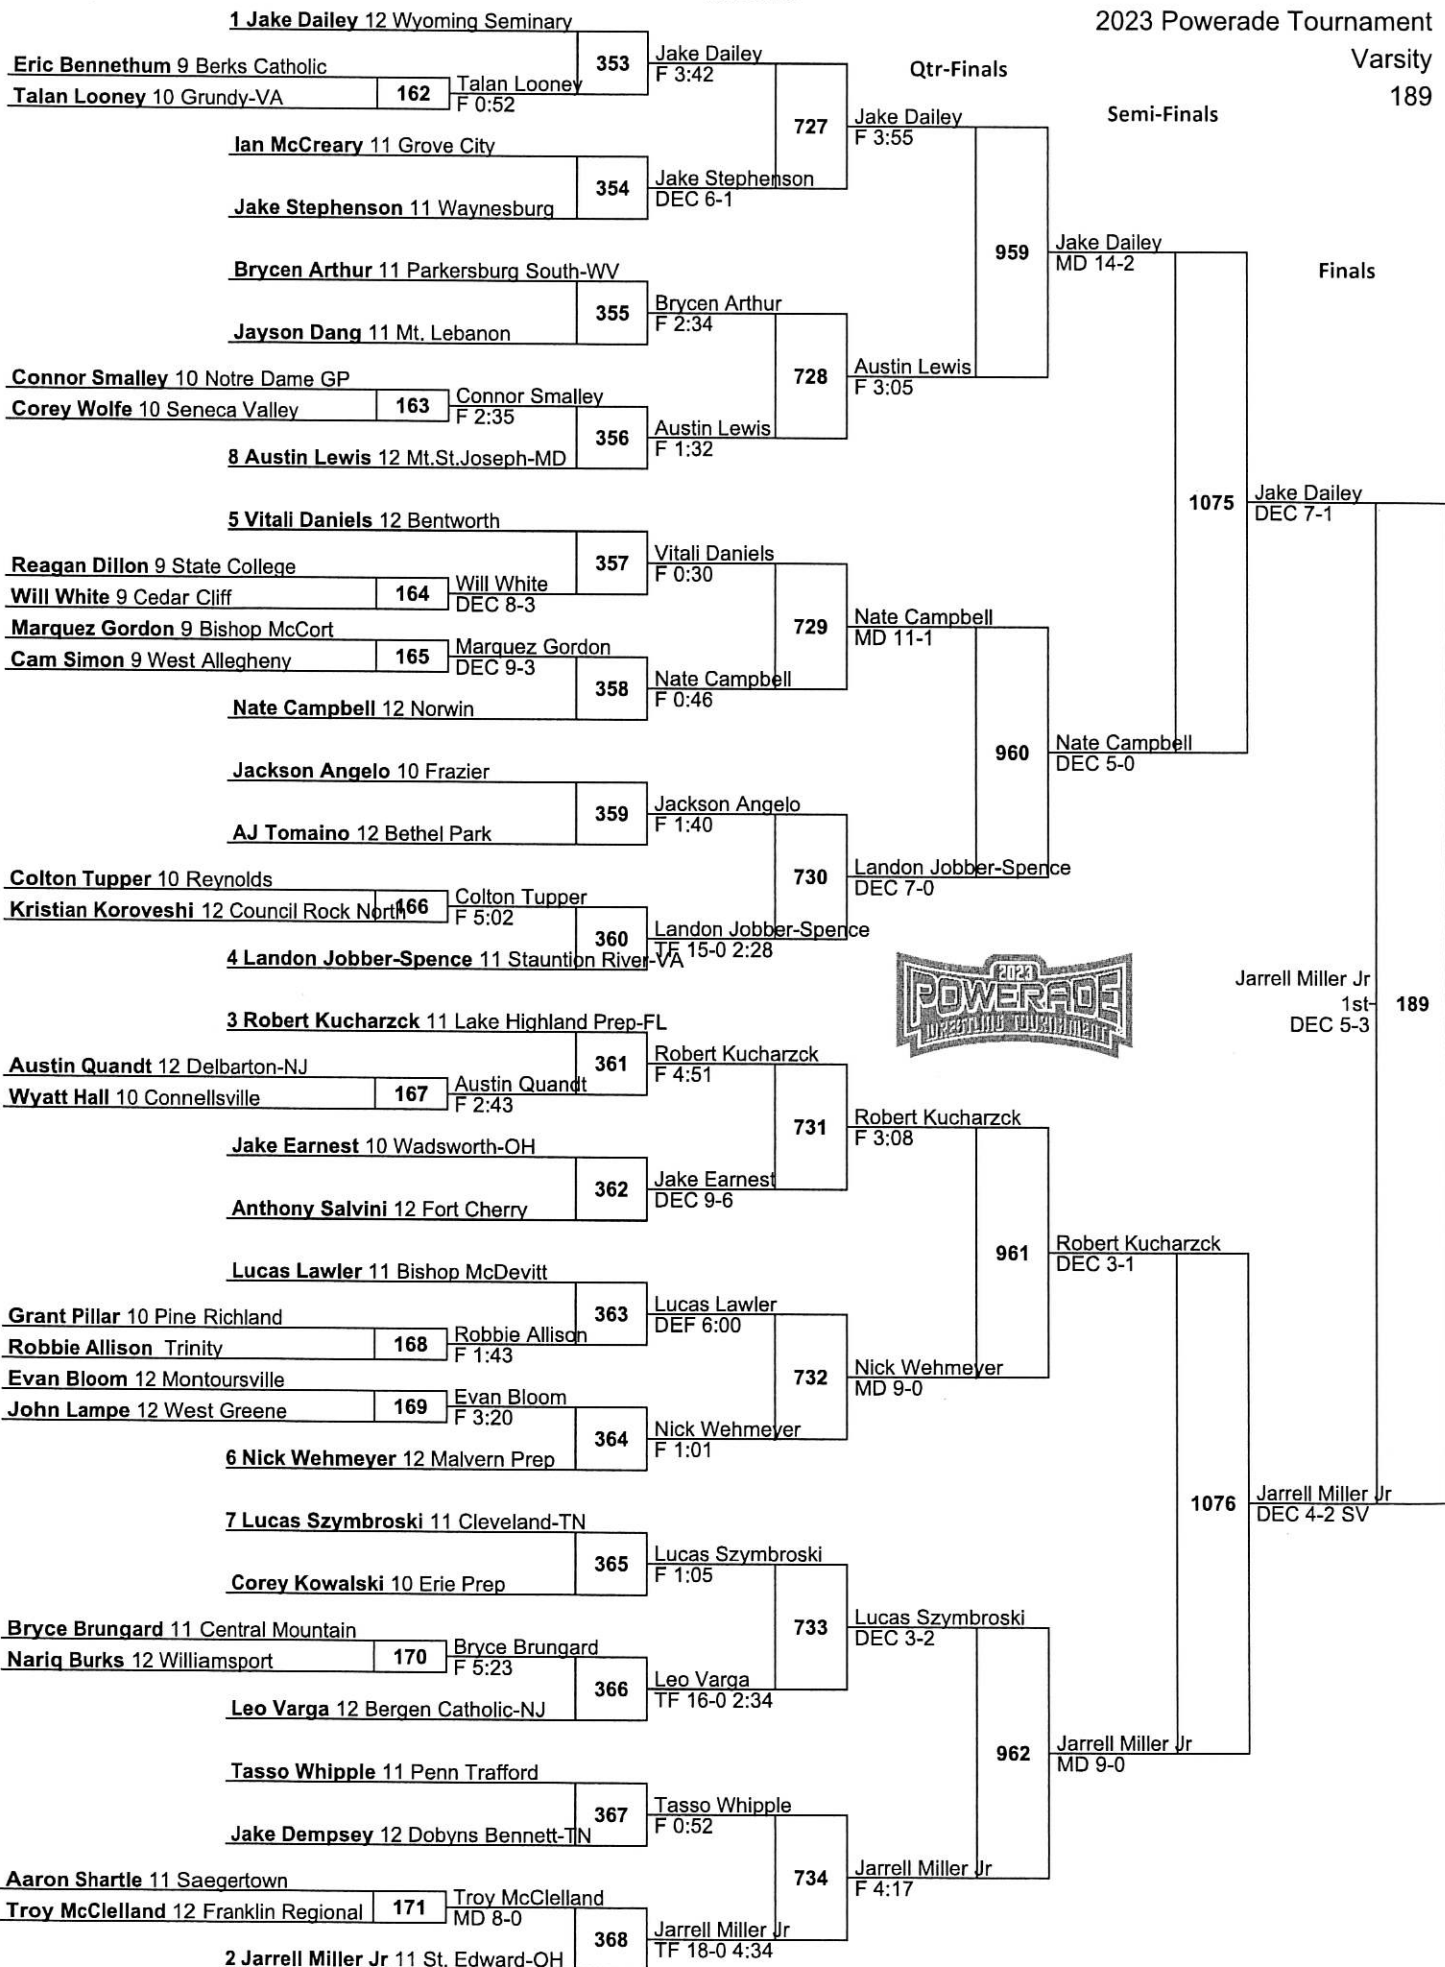 2023 Powerade Tournament
Varsity
189
Qtr-Finals
Semi-Finals
Finals
1 Jake Dailey 12 Wyoming Seminary
353
Jake Dailey
F 3:42
Eric Bennethum 9 Berks Catholic
Talan Looney 10 Grundy-VA
162
Talan Looney
F 0:52
727
Jake Dailey
F 3:55
Ian McCreary 11 Grove City
354
Jake Stephenson
DEC 6-1
Jake Stephenson 11 Waynesburg
959
Jake Dailey
MD 14-2
Brycen Arthur 11 Parkersburg South-WV
355
Brycen Arthur
F 2:34
Jayson Dang 11 Mt. Lebanon
728
Austin Lewis
F 3:05
Connor Smalley 10 Notre Dame GP
Corey Wolfe 10 Seneca Valley
163
Connor Smalley
F 2:35
356
Austin Lewis
F 1:32
8 Austin Lewis 12 Mt.St.Joseph-MD
1075
Jake Dailey
DEC 7-1
5 Vitali Daniels 12 Bentworth
357
Vitali Daniels
F 0:30
Reagan Dillon 9 State College
Will White 9 Cedar Cliff
164
Will White
DEC 8-3
729
Nate Campbell
MD 11-1
Marquez Gordon 9 Bishop McCort
Cam Simon 9 West Allegheny
165
Marquez Gordon
DEC 9-3
358
Nate Campbell
F 0:46
Nate Campbell 12 Norwin
960
Nate Campbell
DEC 5-0
Jackson Angelo 10 Frazier
359
Jackson Angelo
F 1:40
AJ Tomaino 12 Bethel Park
730
Landon Jobber-Spence
DEC 7-0
Colton Tupper 10 Reynolds
Kristian Koroveshi 12 Council Rock North
166
Colton Tupper
F 5:02
360
Landon Jobber-Spence
TF 15-0 2:28
4 Landon Jobber-Spence 11 Stauntion River-VA
2023
POWERADE
WRESTLING TOURNAMENT
Jarrell Miller Jr
1st
DEC 5-3
189
3 Robert Kucharzck 11 Lake Highland Prep-FL
361
Robert Kucharzck
F 4:51
Austin Quandt 12 Delbarton-NJ
Wyatt Hall 10 Connellsville
167
Austin Quandt
F 2:43
731
Robert Kucharzck
F 3:08
Jake Earnest 10 Wadsworth-OH
362
Jake Earnest
DEC 9-6
Anthony Salvini 12 Fort Cherry
961
Robert Kucharzck
DEC 3-1
Lucas Lawler 11 Bishop McDevitt
363
Lucas Lawler
DEF 6:00
Grant Pillar 10 Pine Richland
Robbie Allison Trinity
168
Robbie Allison
F 1:43
732
Nick Wehmeyer
MD 9-0
Evan Bloom 12 Montoursville
John Lampe 12 West Greene
169
Evan Bloom
F 3:20
364
Nick Wehmeyer
F 1:01
6 Nick Wehmeyer 12 Malvern Prep
1076
Jarrell Miller Jr
DEC 4-2 SV
7 Lucas Szymbroski 11 Cleveland-TN
365
Lucas Szymbroski
F 1:05
Corey Kowalski 10 Erie Prep
733
Lucas Szymbroski
DEC 3-2
Bryce Brungard 11 Central Mountain
Nariq Burks 12 Williamsport
170
Bryce Brungard
F 5:23
366
Leo Varga
TF 16-0 2:34
Leo Varga 12 Bergen Catholic-NJ
962
Jarrell Miller Jr
MD 9-0
Tasso Whipple 11 Penn Trafford
367
Tasso Whipple
F 0:52
Jake Dempsey 12 Dobyns Bennett-TN
734
Jarrell Miller Jr
F 4:17
Aaron Shartle 11 Saegertown
Troy McClelland 12 Franklin Regional
171
Troy McClelland
MD 8-0
368
Jarrell Miller Jr
TF 18-0 4:34
2 Jarrell Miller Jr 11 St. Edward-OH